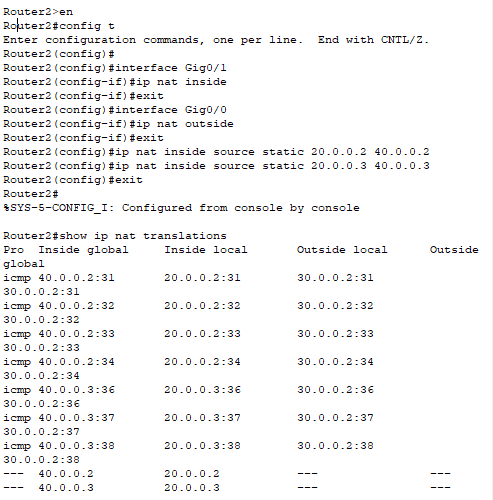 Router2>en
Router2#config t
Enter configuration commands, one per line.  End with CNTL/Z.
Router2(config)#
Router2(config)#interface Gig0/1
Router2(config-if)#ip nat inside
Router2(config-if)#exit
Router2(config)#interface Gig0/0
Router2(config-if)#ip nat outside
Router2(config-if)#exit
Router2(config)#ip nat inside source static 20.0.0.2 40.0.0.2
Router2(config)#ip nat inside source static 20.0.0.3 40.0.0.3
Router2(config)#exit
Router2#
%SYS-5-CONFIG_I: Configured from console by console

Router2#show ip nat translations
Pro  Inside global     Inside local       Outside local      Outside
global
icmp 40.0.0.2:31       20.0.0.2:31        30.0.0.2:31
30.0.0.2:31
icmp 40.0.0.2:32       20.0.0.2:32        30.0.0.2:32
30.0.0.2:32
icmp 40.0.0.2:33       20.0.0.2:33        30.0.0.2:33
30.0.0.2:33
icmp 40.0.0.2:34       20.0.0.2:34        30.0.0.2:34
30.0.0.2:34
icmp 40.0.0.3:36       20.0.0.3:36        30.0.0.2:36
30.0.0.2:36
icmp 40.0.0.3:37       20.0.0.3:37        30.0.0.2:37
30.0.0.2:37
icmp 40.0.0.3:38       20.0.0.3:38        30.0.0.2:38
30.0.0.2:38
---  40.0.0.2          20.0.0.2           ---                ---
---  40.0.0.3          20.0.0.3           ---                ---